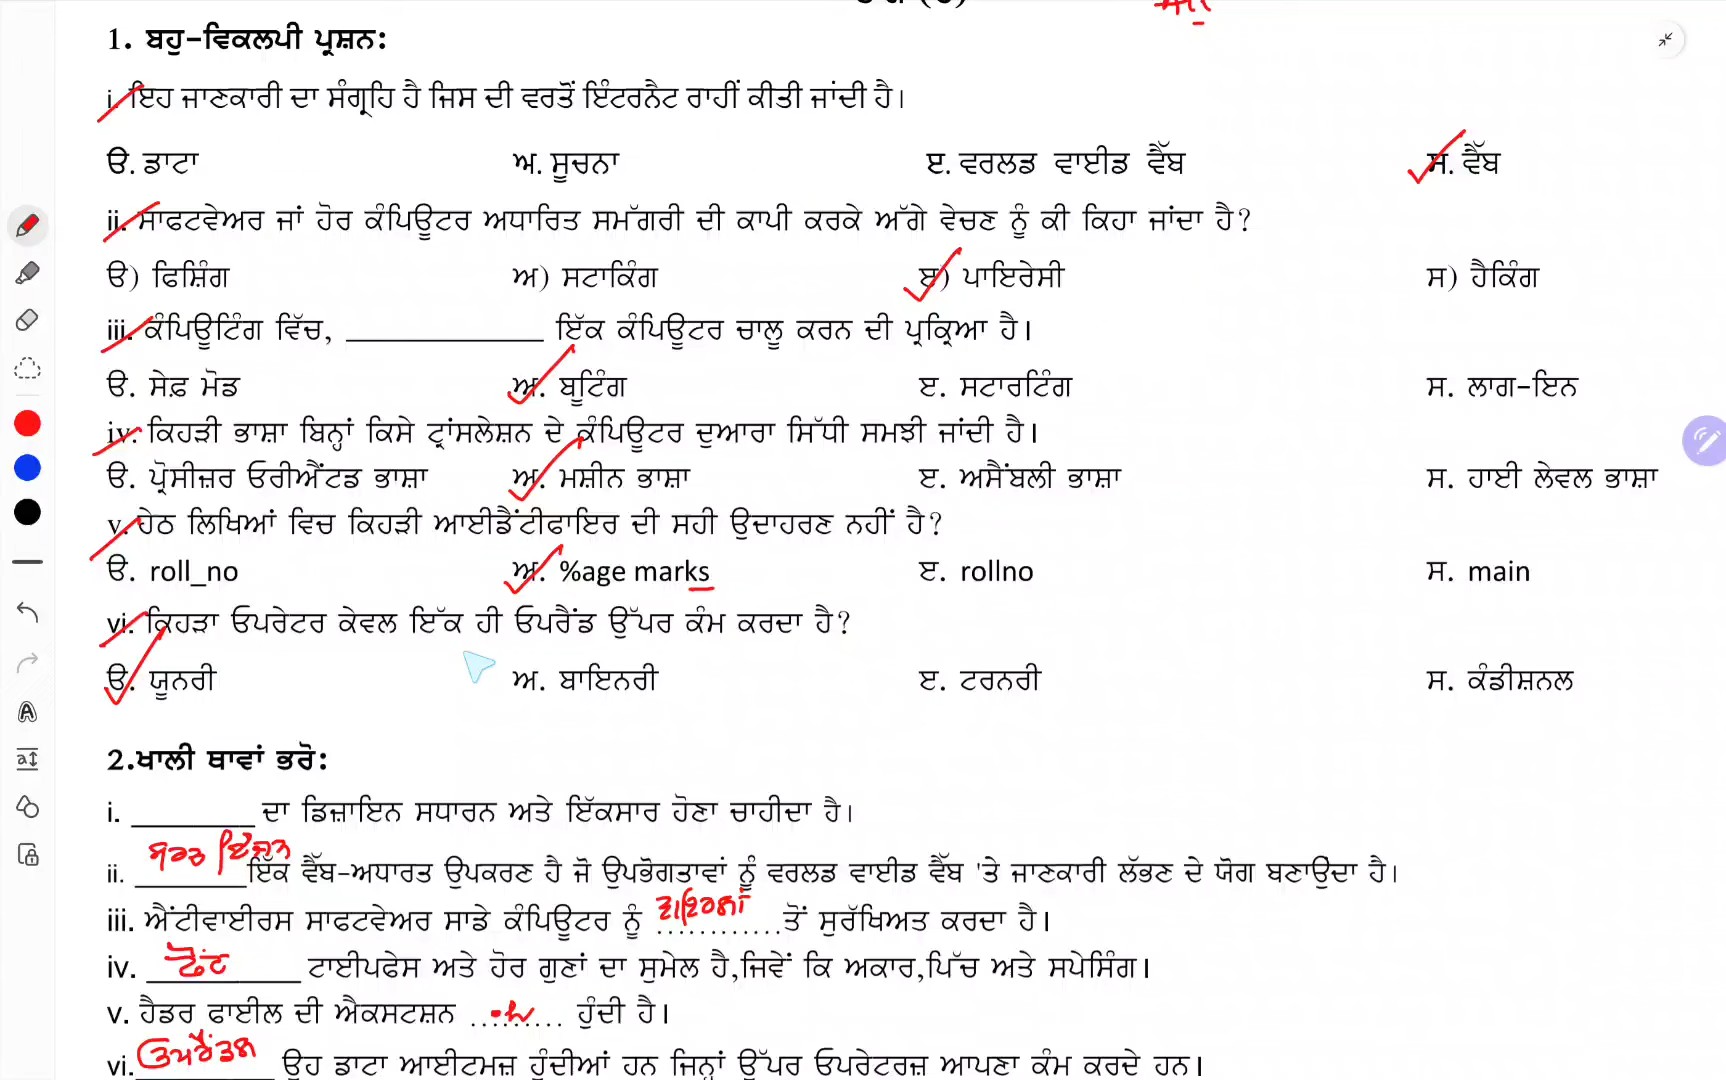 1. ਬਹੁ-ਵਿਕਲਪੀ ਪ੍ਰਸ਼ਨ:
i. ਇਹ ਜਾਣਕਾਰੀ ਦਾ ਸੰਗ੍ਰਹਿ ਹੈ ਜਿਸ ਦੀ ਵਰਤੋਂ ਇੰਟਰਨੈਟ ਰਾਹੀਂ ਕੀਤੀ ਜਾਂਦੀ ਹੈ।
ੳ. ਡਾਟਾ ਅ. ਸੂਚਨਾ ੲ. ਵਰਲਡ ਵਾਈਡ ਵੈੱਬ ਸ. ਵੈੱਬ
ii. ਸਾਫਟਵੇਅਰ ਜਾਂ ਹੋਰ ਕੰਪਿਊਟਰ ਅਧਾਰਿਤ ਸਮੱਗਰੀ ਦੀ ਕਾਪੀ ਕਰਕੇ ਅੱਗੇ ਵੇਚਣ ਨੂੰ ਕੀ ਕਿਹਾ ਜਾਂਦਾ ਹੈ?
ੳ) ਫਿਸ਼ਿੰਗ ਅ) ਸਟਾਕਿੰਗ ੲ) ਪਾਇਰੇਸੀ ਸ) ਹੈਕਿੰਗ
iii. ਕੰਪਿਊਟਿੰਗ ਵਿੱਚ, _____________ ਇੱਕ ਕੰਪਿਊਟਰ ਚਾਲੂ ਕਰਨ ਦੀ ਪ੍ਰਕ੍ਰਿਆ ਹੈ।
ੳ. ਸੇਫ਼ ਮੋਡ ਅ. ਬੂਟਿੰਗ ੲ. ਸਟਾਰਟਿੰਗ ਸ. ਲਾਗ-ਇਨ
iv. ਕਿਹੜੀ ਭਾਸ਼ਾ ਬਿਨ੍ਹਾਂ ਕਿਸੇ ਟ੍ਰਾਂਸਲੇਸ਼ਨ ਦੇ ਕੰਪਿਊਟਰ ਦੁਆਰਾ ਸਿੱਧੀ ਸਮਝੀ ਜਾਂਦੀ ਹੈ।
ੳ. ਪ੍ਰੋਸੀਜ਼ਰ ਓਰੀਐਂਟਡ ਭਾਸ਼ਾ ਅ. ਮਸ਼ੀਨ ਭਾਸ਼ਾ ੲ. ਅਸੈਂਬਲੀ ਭਾਸ਼ਾ ਸ. ਹਾਈ ਲੇਵਲ ਭਾਸ਼ਾ
v. ਹੇਠ ਲਿਖਿਆਂ ਵਿਚ ਕਿਹੜੀ ਆਈਡੈਂਟੀਫਾਇਰ ਦੀ ਸਹੀ ਉਦਾਹਰਣ ਨਹੀਂ ਹੈ?
ੳ. roll_no ਅ. %age marks ੲ. rollno ਸ. main
vi. ਕਿਹੜਾ ਓਪਰੇਟਰ ਕੇਵਲ ਇੱਕ ਹੀ ਓਪਰੈਂਡ ਉੱਪਰ ਕੰਮ ਕਰਦਾ ਹੈ?
ੳ. ਯੂਨਰੀ ਅ. ਬਾਇਨਰੀ ੲ. ਟਰਨਰੀ ਸ. ਕੰਡੀਸ਼ਨਲ
2.ਖਾਲੀ ਥਾਵਾਂ ਭਰੋ:
i. ________ ਦਾ ਡਿਜ਼ਾਇਨ ਸਧਾਰਨ ਅਤੇ ਇੱਕਸਾਰ ਹੋਣਾ ਚਾਹੀਦਾ ਹੈ।
ii. ਸਰਚ ਇੰਜਨ ਇੱਕ ਵੈੱਬ-ਅਧਾਰਤ ਉਪਕਰਣ ਹੈ ਜੋ ਉਪਭੋਗਤਾਵਾਂ ਨੂੰ ਵਰਲਡ ਵਾਈਡ ਵੈੱਬ 'ਤੇ ਜਾਣਕਾਰੀ ਲੱਭਣ ਦੇ ਯੋਗ ਬਣਾਉਦਾ ਹੈ।
iii. ਐਂਟੀਵਾਈਰਸ ਸਾਫਟਵੇਅਰ ਸਾਡੇ ਕੰਪਿਊਟਰ ਨੂੰ ............ਤੋਂ ਸੁਰੱਖਿਅਤ ਕਰਦਾ ਹੈ।
iv. ਫੌਂਟ ਟਾਈਪਫੇਸ ਅਤੇ ਹੋਰ ਗੁਣਾਂ ਦਾ ਸੁਮੇਲ ਹੈ,ਜਿਵੇਂ ਕਿ ਅਕਾਰ,ਪਿੱਚ ਅਤੇ ਸਪੇਸਿੰਗ।
v. ਹੈਡਰ ਫਾਈਲ ਦੀ ਐਕਸਟਸ਼ਨ .h ਹੁੰਦੀ ਹੈ।
vi. ________ ਉਹ ਡਾਟਾ ਆਈਟਮਜ਼ ਹੁੰਦੀਆਂ ਹਨ ਜਿਨ੍ਹਾਂ ਉੱਪਰ ਓਪਰੇਟਰਜ਼ ਆਪਣਾ ਕੰਮ ਕਰਦੇ ਹਨ।